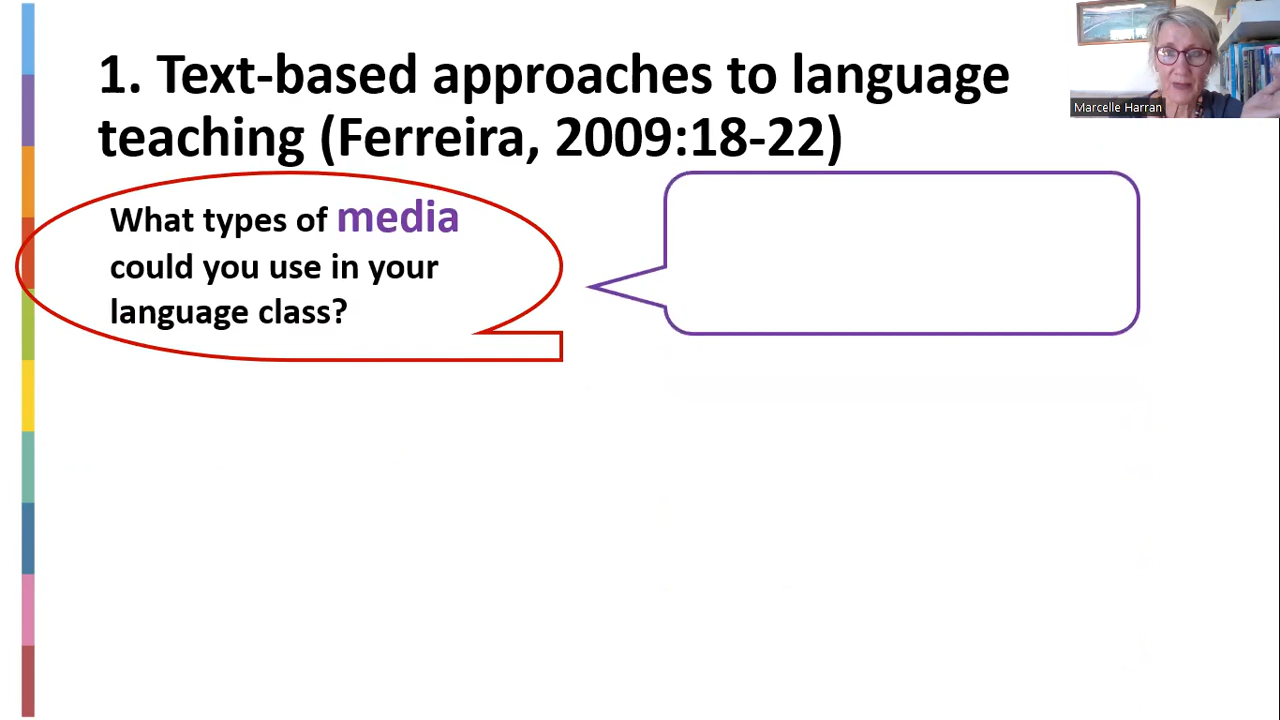 1. Text-based approaches to language
teaching (Ferreira, 2009:18-22)
Marcelle Harran
What types of media
could you use in your
language class?